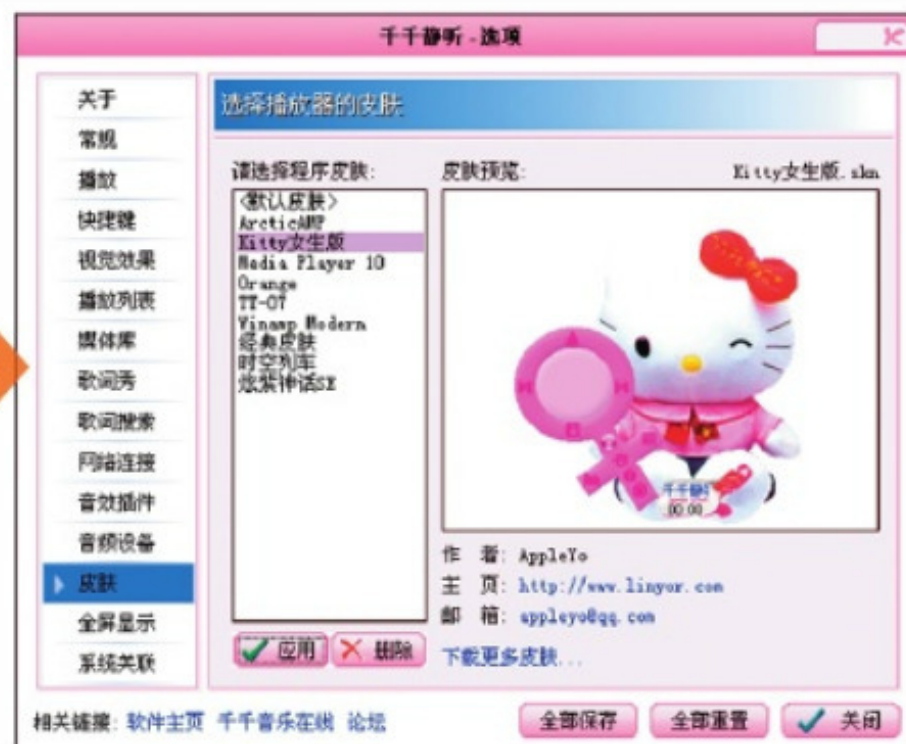 千千静听 - 选项
关于
常规
播放
快捷键
视觉效果
播放列表
媒体库
歌词秀
歌词搜索
网络连接
音效插件
音频设备
皮肤
全屏显示
系统关联
选择播放器的皮肤
请选择程序皮肤:
<默认皮肤>
ArcticAMP
Kitty女生版
Media Player 10
Orange
TT-07
Winamp Modern
经典皮肤
时空列车
炫紫神话SE
应用 删除
皮肤预览: Kitty女生版.skn
千千静
00:00
作 者: AppleYo
主 页: http://www.linyor.com
邮 箱: appleyo@qq.com
下载更多皮肤...
相关链接: 软件主页 千千音乐在线 论坛
全部保存 全部重置 关闭